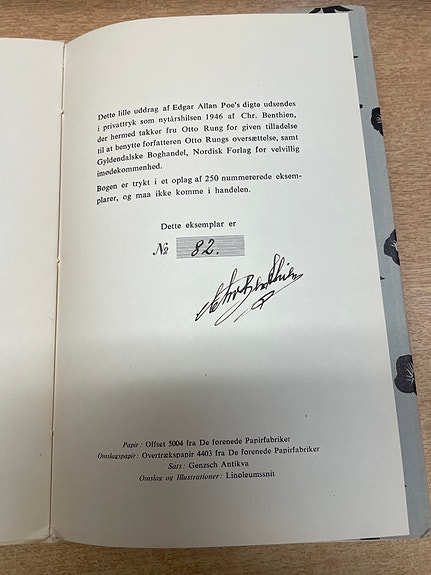 Dette lille uddrag af Edgar Allan Poe's digte udsendes
i privattryk som nytårshilsen 1946 af Chr. Benthien,
der hermed takker fru Otto Rung for given tilladelse
til at benytte forfatteren Otto Rungs oversættelse, samt
Gyldendalske Boghandel, Nordisk Forlag for velvillig
imødekommenhed.
Bogen er trykt i et oplag af 250 nummererede eksem-
plarer, og maa ikke komme i handelen.
Dette eksemplar er
№ 82.
Papir: Offset 5004 fra De forenede Papirfabriker
Omslagspapir: Overtrækspapir 4403 fra De forenede Papirfabriker
Sats: Genzsch Antikva
Omslag og Illustrationer: Linoleumssnit